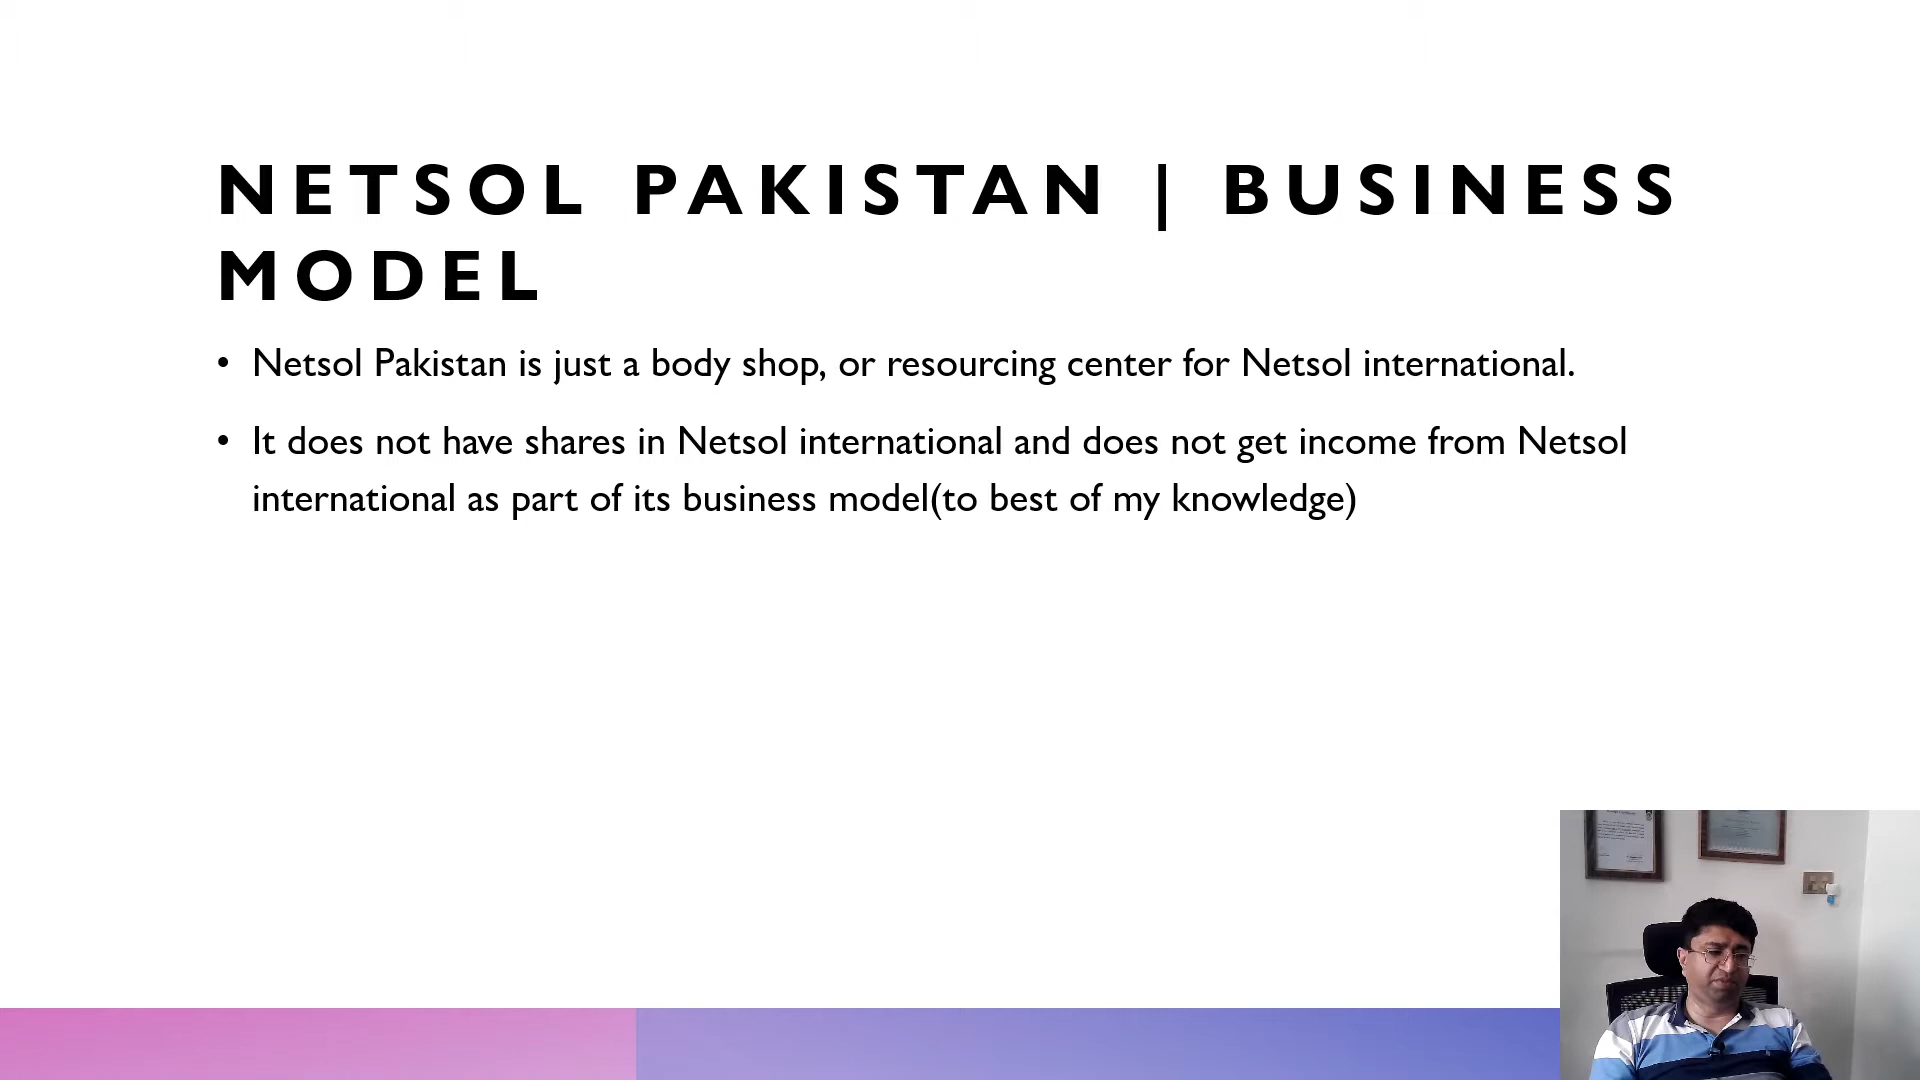 NETSOL PAKISTAN | BUSINESS
MODEL
• Netsol Pakistan is just a body shop, or resourcing center for Netsol international.
• It does not have shares in Netsol international and does not get income from Netsol
international as part of its business model(to best of my knowledge)